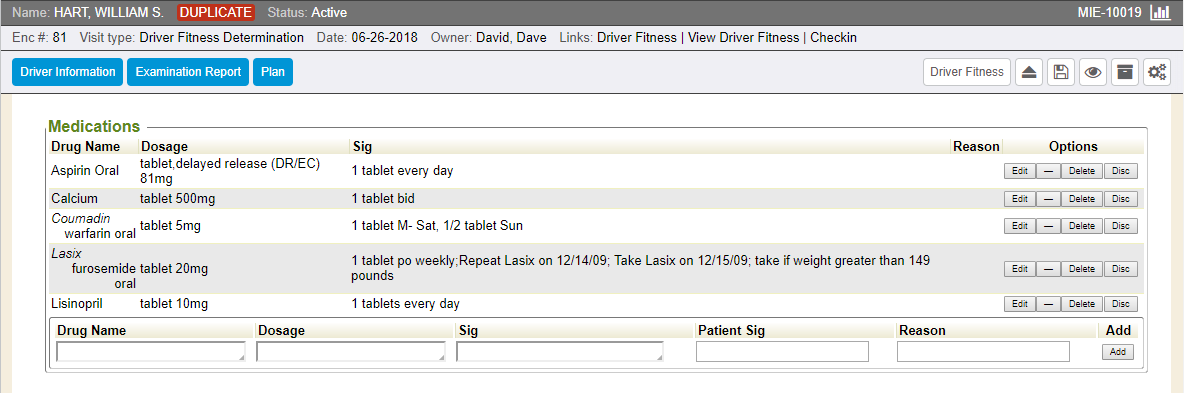 Name: HART, WILLIAM S. DUPLICATE Status: Active MIE-10019
Enc #: 81 Visit type: Driver Fitness Determination Date: 06-26-2018 Owner: David, Dave Links: Driver Fitness | View Driver Fitness | Checkin
Driver Information Examination Report Plan Driver Fitness
Medications
Drug Name Dosage Sig Reason Options
Aspirin Oral tablet,delayed release (DR/EC) 81mg 1 tablet every day Edit — Delete Disc
Calcium tablet 500mg 1 tablet bid Edit — Delete Disc
Coumadin
warfarin oral tablet 5mg 1 tablet M- Sat, 1/2 tablet Sun Edit — Delete Disc
Lasix
furosemide oral tablet 20mg 1 tablet po weekly;Repeat Lasix on 12/14/09; Take Lasix on 12/15/09; take if weight greater than 149 pounds Edit — Delete Disc
Lisinopril tablet 10mg 1 tablets every day Edit — Delete Disc
Drug Name Dosage Sig Patient Sig Reason Add
Add